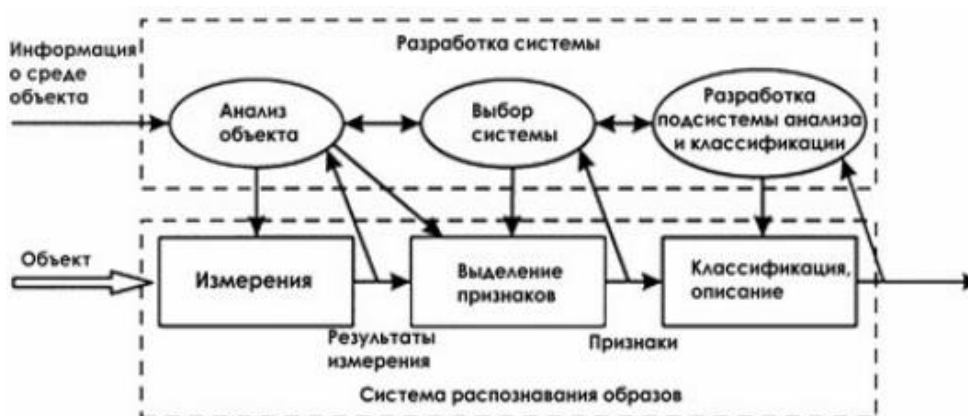 Разработка системы
Информация
о среде
объекта
Анализ
объекта
Выбор
системы
Разработка
подсистемы анализа
и классификации
Объект
Измерения
Выделение
признаков
Классификация,
описание
Результаты
измерения
Признаки
Система распознавания образов